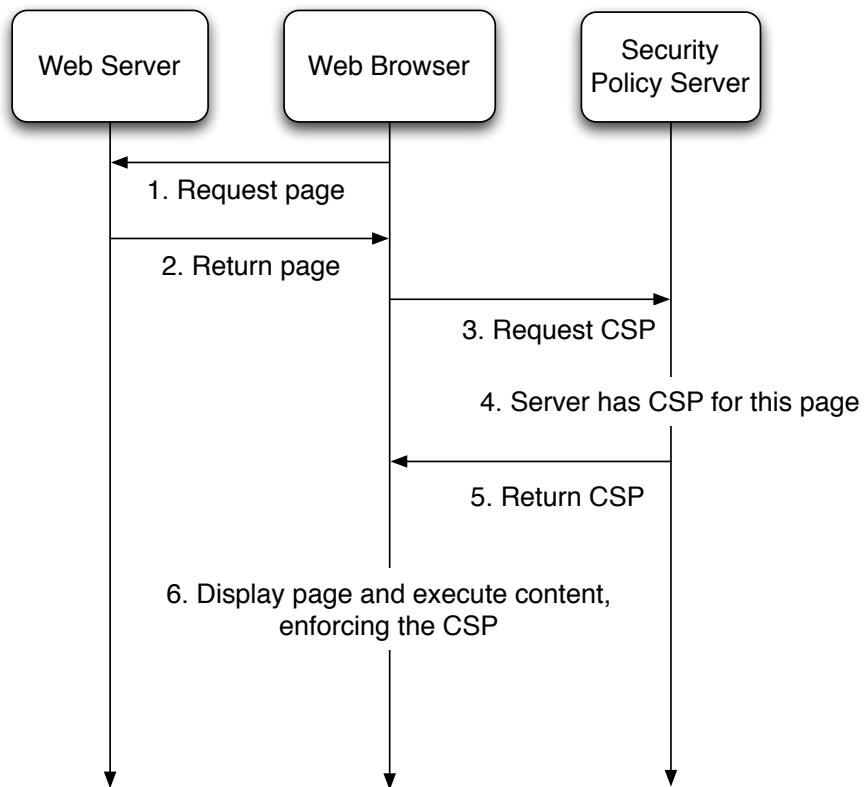 Web Server
Web Browser
Security
Policy Server
1. Request page
2. Return page
3. Request CSP
4. Server has CSP for this page
5. Return CSP
6. Display page and execute content,
enforcing the CSP